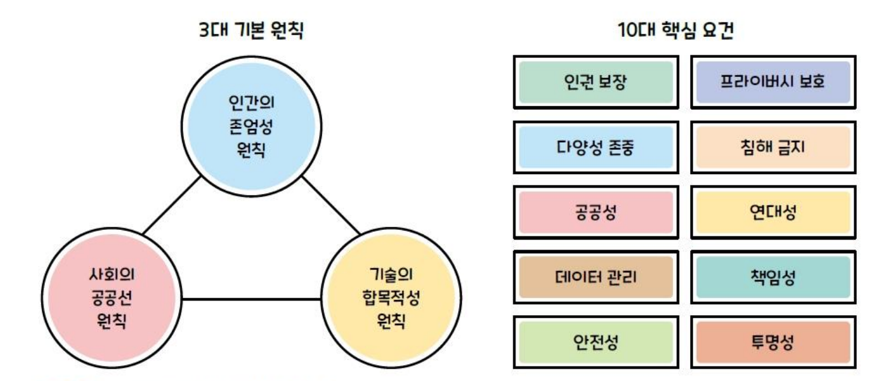 3대 기본 원칙
인간의
존엄성
원칙
사회의
공공선
원칙
기술의
합목적성
원칙
10대 핵심 요건
인권 보장
프라이버시 보호
다양성 존중
침해 금지
공공성
연대성
데이터 관리
책임성
안전성
투명성